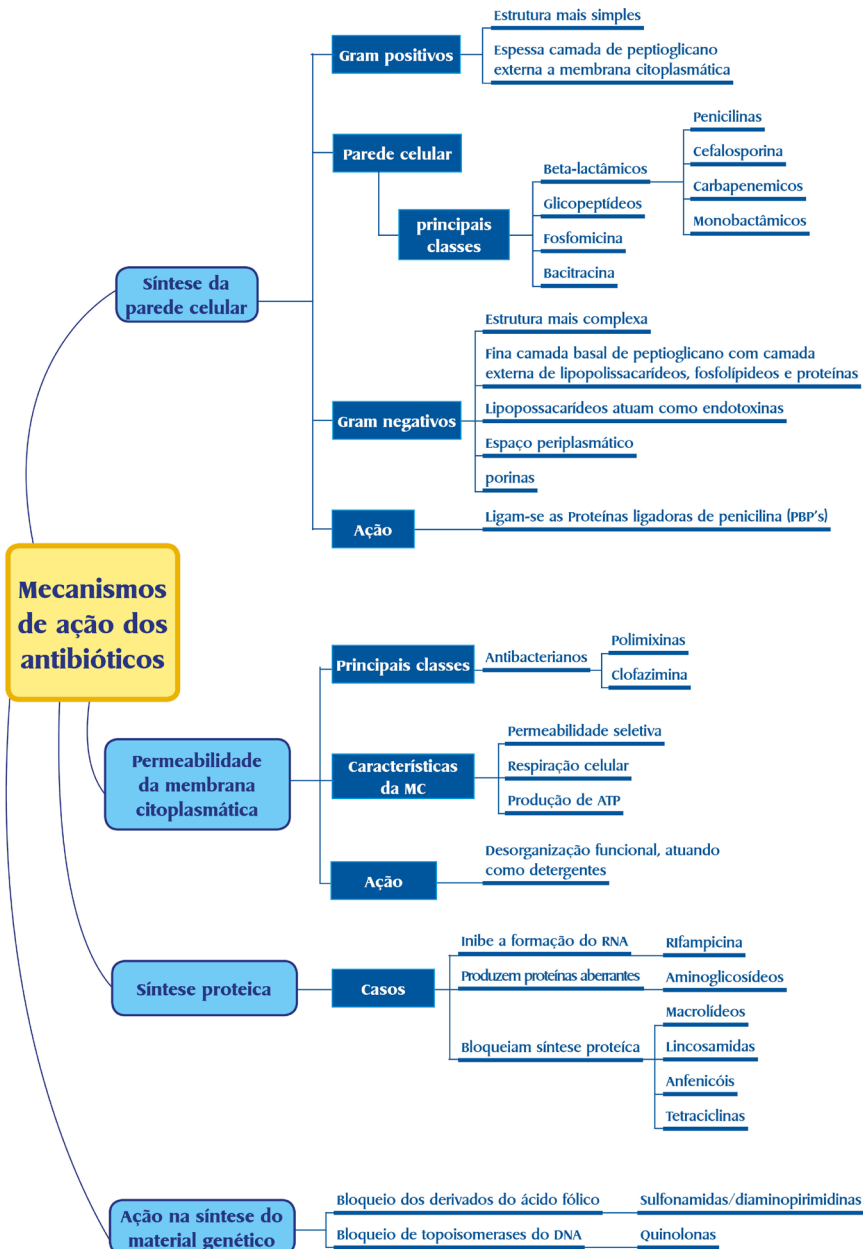 Mecanismos
de ação dos
antibióticos
Síntese da
parede celular
Gram positivos
Estrutura mais simples
Espessa camada de peptioglicano
externa a membrana citoplasmática
Parede celular
principais
classes
Beta-lactâmicos
Penicilinas
Cefalosporina
Carbapenemicos
Monobactâmicos
Glicopeptídeos
Fosfomicina
Bacitracina
Gram negativos
Estrutura mais complexa
Fina camada basal de peptioglicano com camada
externa de lipopolissacarídeos, fosfolípideos e proteínas
Lipopossacarídeos atuam como endotoxinas
Espaço periplasmático
porinas
Ação
Ligam-se as Proteínas ligadoras de penicilina (PBP's)
Permeabilidade
da membrana
citoplasmática
Principais classes
Antibacterianos
Polimixinas
Clofazimina
Características
da MC
Permeabilidade seletiva
Respiração celular
Produção de ATP
Ação
Desorganização funcional, atuando
como detergentes
Síntese proteica
Casos
Inibe a formação do RNA
RIfampicina
Produzem proteínas aberrantes
Aminoglicosídeos
Bloqueiam síntese proteíca
Macrolídeos
Lincosamidas
Anfenicóis
Tetraciclinas
Ação na síntese do
material genético
Bloqueio dos derivados do ácido fólico
Sulfonamidas/diaminopirimidinas
Bloqueio de topoisomerases do DNA
Quinolonas